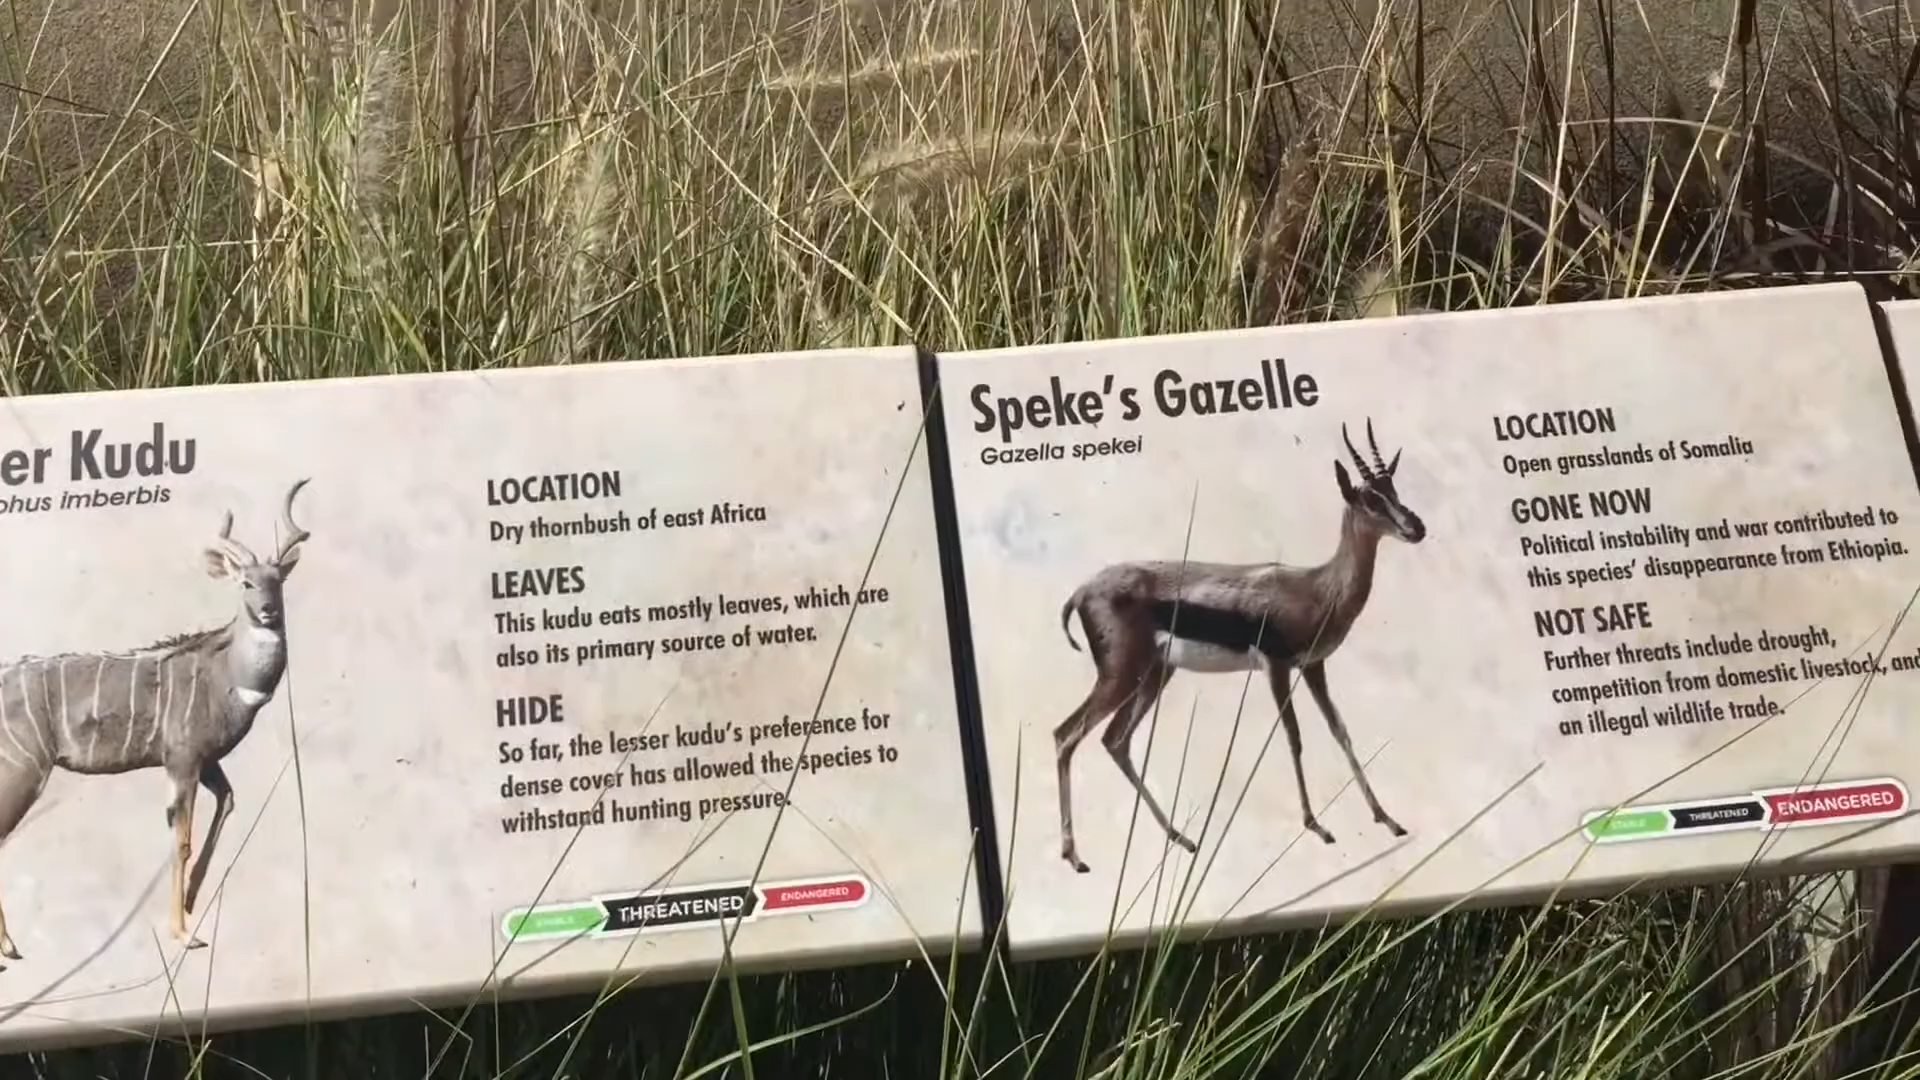 er Kudu
phus imberbis
LOCATION
Dry thornbush of east Africa
LEAVES
This kudu eats mostly leaves, which are
also its primary source of water.
HIDE
So far, the lesser kudu's preference for
dense cover has allowed the species to
withstand hunting pressure.
STABLE THREATENED ENDANGERED
Speke's Gazelle
Gazella spekei
LOCATION
Open grasslands of Somalia
GONE NOW
Political instability and war contributed to
this species' disappearance from Ethiopia.
NOT SAFE
Further threats include drought,
competition from domestic livestock, and
an illegal wildlife trade.
STABLE THREATENED ENDANGERED